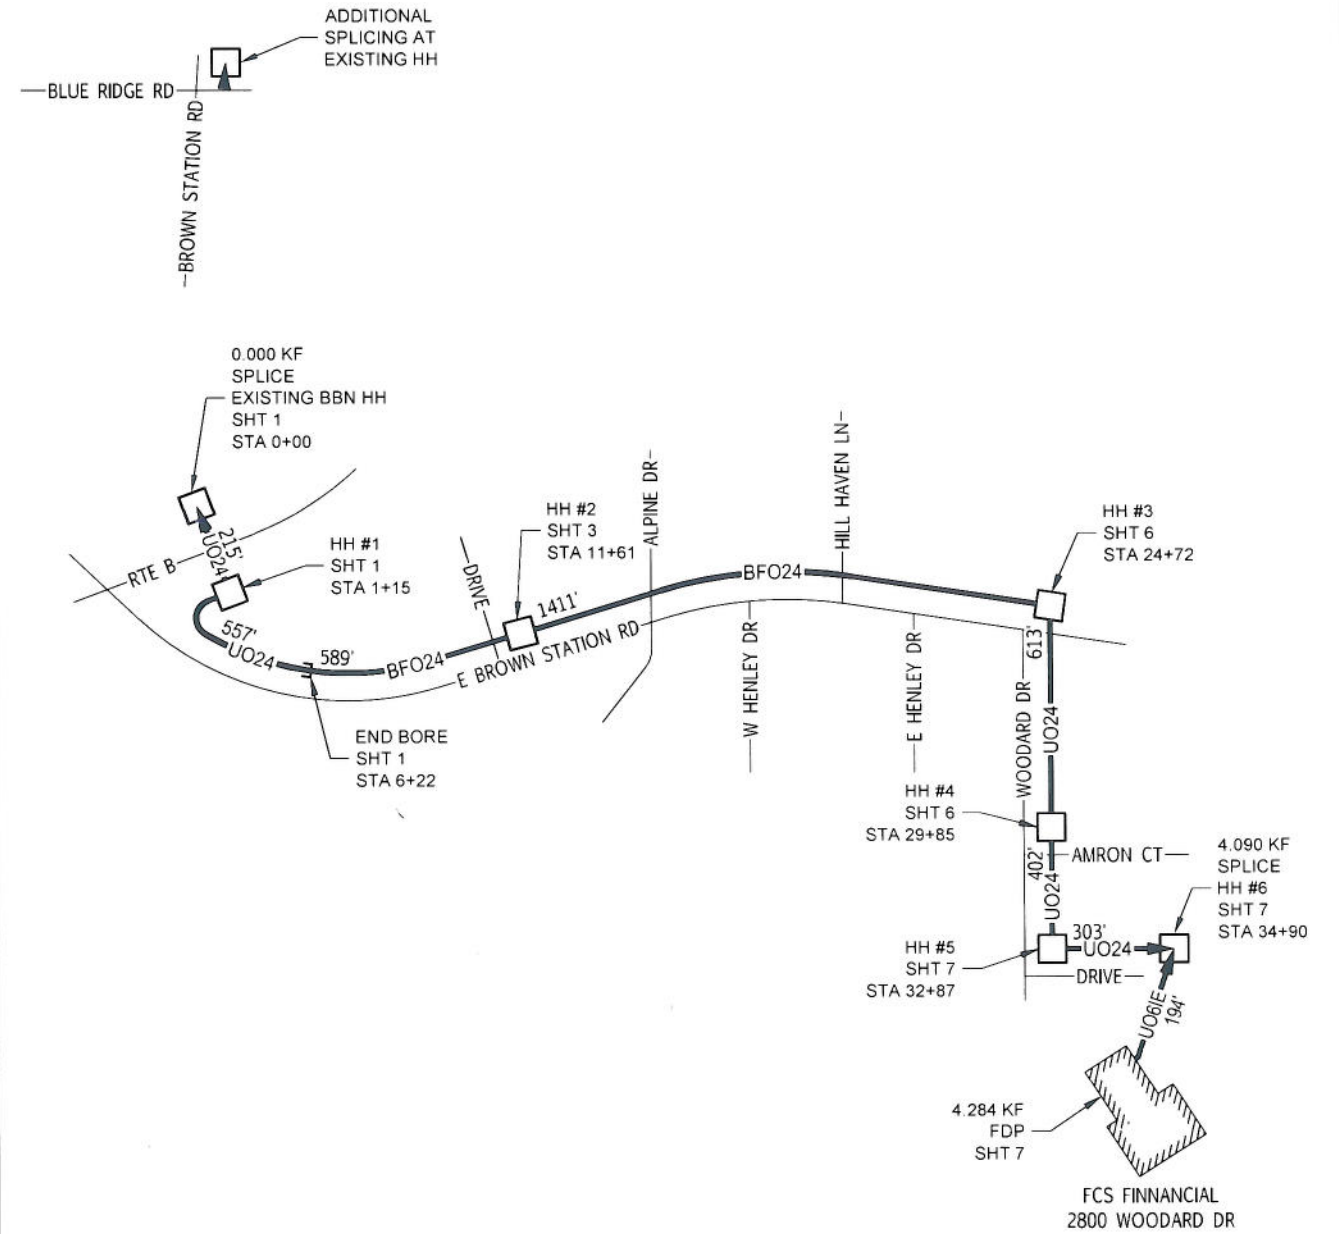 ADDITIONAL
SPLICING AT
EXISTING HH
BLUE RIDGE RD
BROWN STATION RD
0.000 KF
SPLICE
EXISTING BBN HH
SHT 1
STA 0+00
215'
UO24
RTE B
HH #1
SHT 1
STA 1+15
557'
UO24
589'
BFO24
END BORE
SHT 1
STA 6+22
DRIVE
HH #2
SHT 3
STA 11+61
1411'
E BROWN STATION RD
ALPINE DR
BFO24
HILL HAVEN LN
W HENLEY DR
E HENLEY DR
HH #3
SHT 6
STA 24+72
613'
UO24
WOODARD DR
HH #4
SHT 6
STA 29+85
402'
UO24
AMRON CT
HH #5
SHT 7
STA 32+87
303'
UO24
DRIVE
4.090 KF
SPLICE
HH #6
SHT 7
STA 34+90
UO6IE
194'
4.284 KF
FDP
SHT 7
FCS FINNANCIAL
2800 WOODARD DR